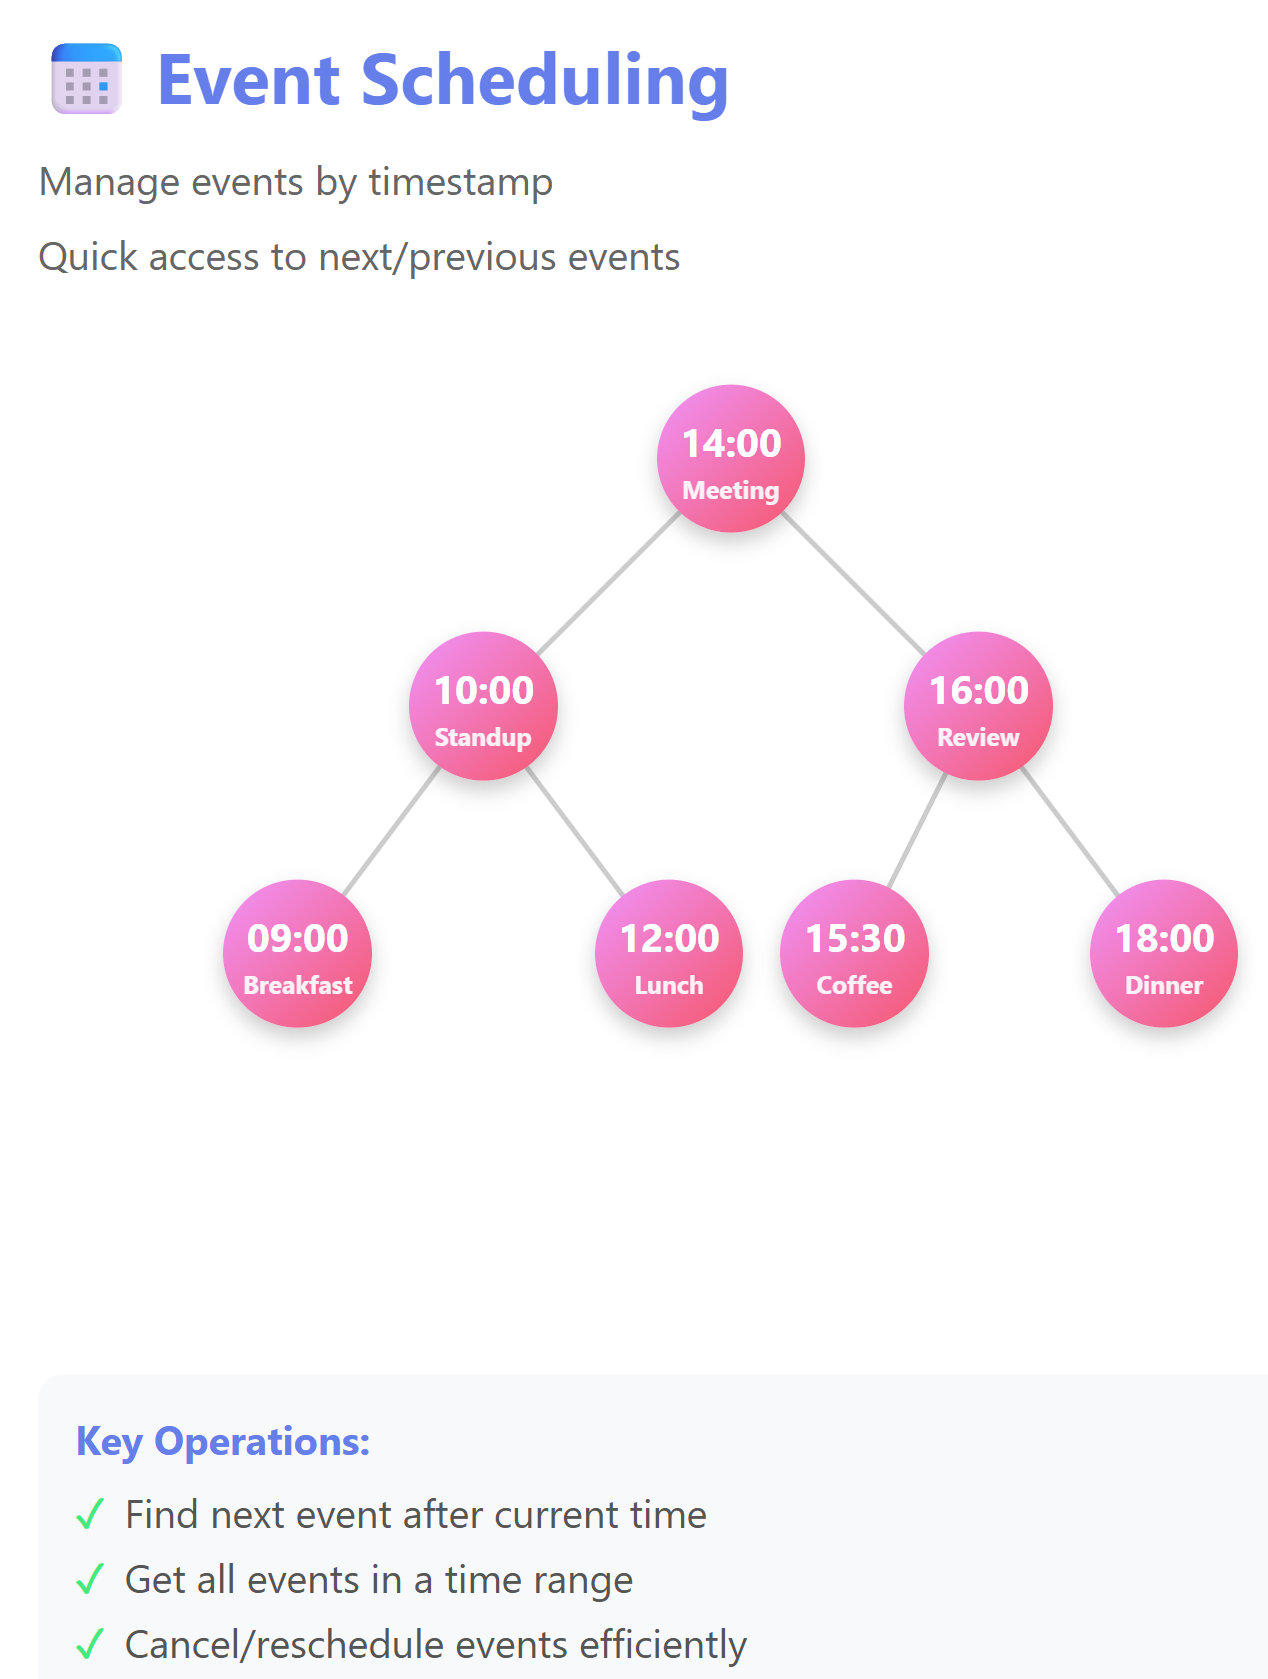 Event Scheduling
Manage events by timestamp
Quick access to next/previous events
14:00
Meeting
10:00
Standup
16:00
Review
09:00
Breakfast
12:00
Lunch
15:30
Coffee
18:00
Dinner
Key Operations:
✓ Find next event after current time
✓ Get all events in a time range
✓ Cancel/reschedule events efficiently